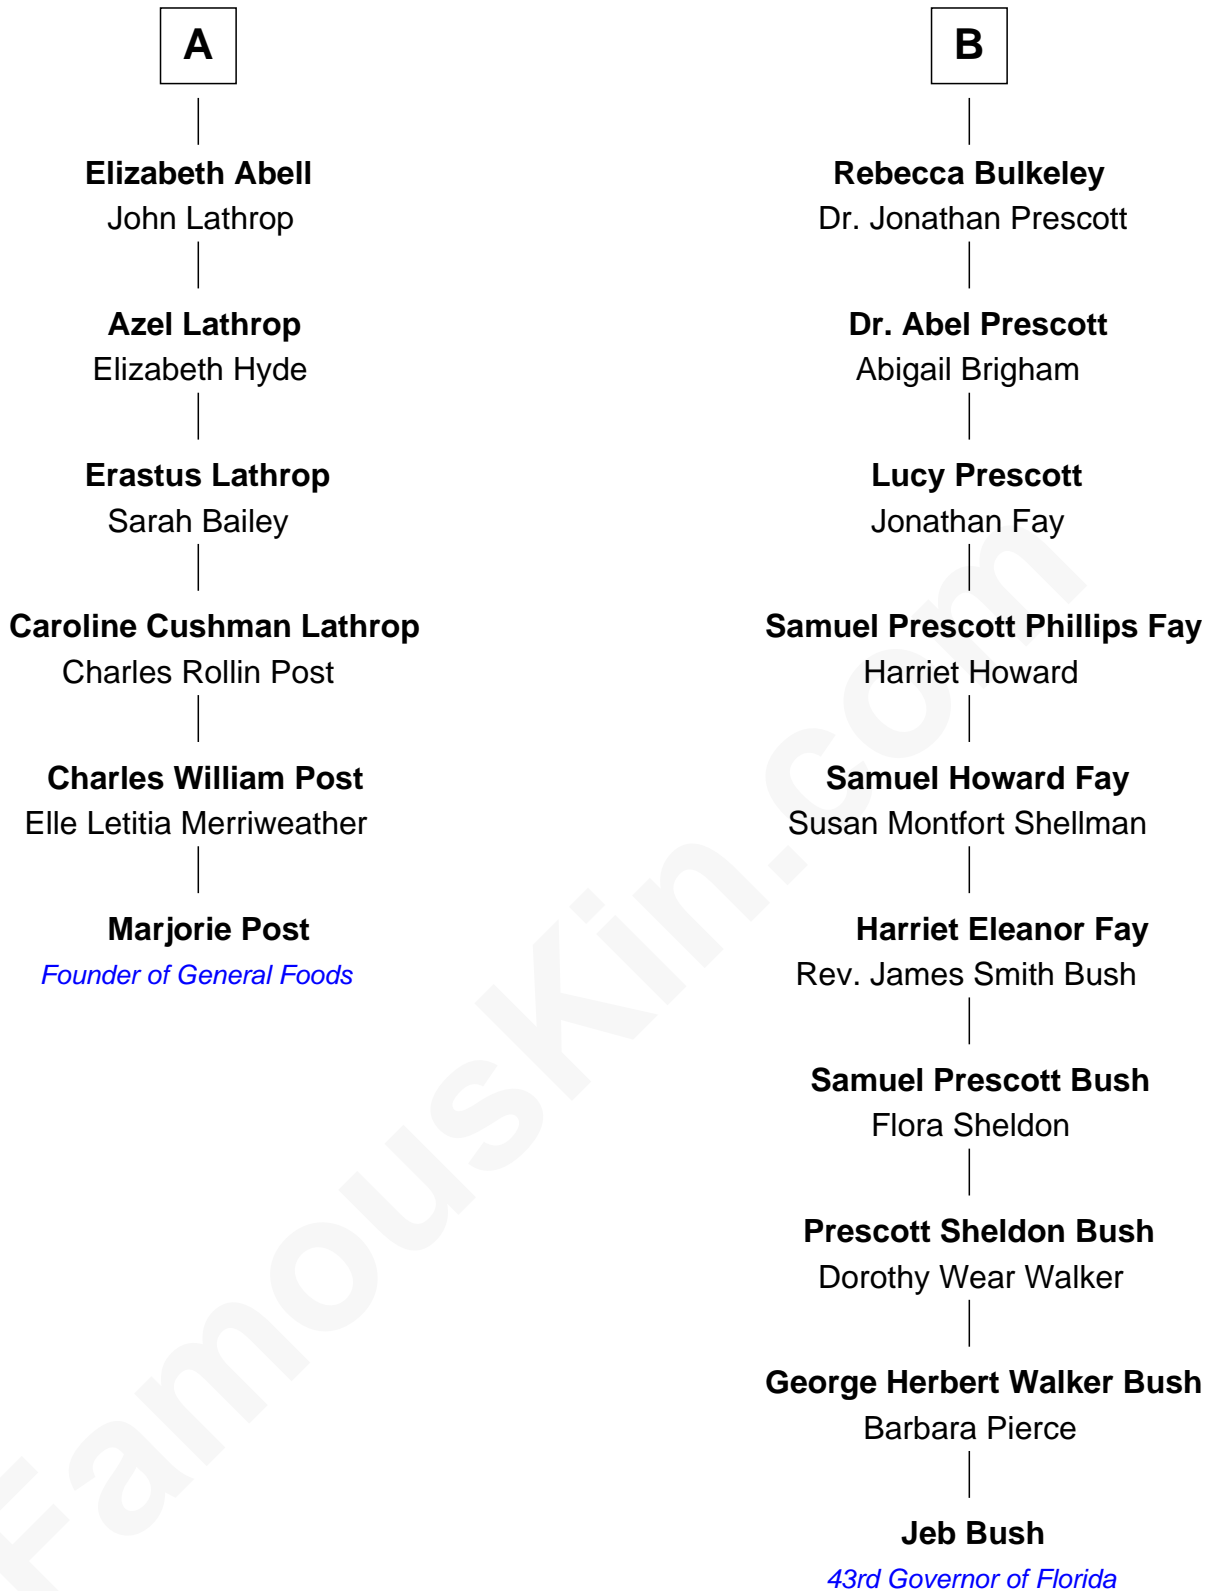 A
Elizabeth Abell
John Lathrop
Azel Lathrop
Elizabeth Hyde
Erastus Lathrop
Sarah Bailey
Caroline Cushman Lathrop
Charles Rollin Post
Charles William Post
Elle Letitia Merriweather
Marjorie Post
Founder of General Foods
B
Rebecca Bulkeley
Dr. Jonathan Prescott
Dr. Abel Prescott
Abigail Brigham
Lucy Prescott
Jonathan Fay
Samuel Prescott Phillips Fay
Harriet Howard
Samuel Howard Fay
Susan Montfort Shellman
Harriet Eleanor Fay
Rev. James Smith Bush
Samuel Prescott Bush
Flora Sheldon
Prescott Sheldon Bush
Dorothy Wear Walker
George Herbert Walker Bush
Barbara Pierce
Jeb Bush
43rd Governor of Florida
FamousKin.com